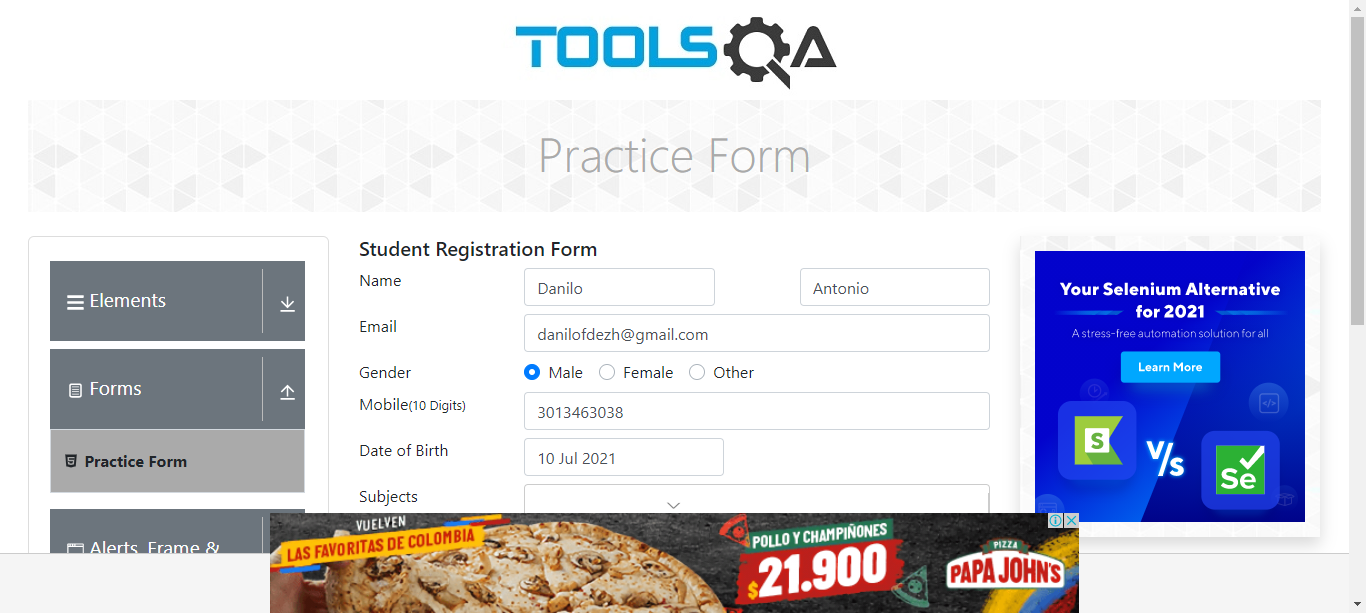 TOOLSQA
Practice Form
Elements
Forms
Practice Form
Alerts, Frame &
Student Registration Form
Name
Danilo
Antonio
Email
danilofdezh@gmail.com
Gender
Male
Female
Other
Mobile(10 Digits)
3013463038
Date of Birth
10 Jul 2021
Subjects
Your Selenium Alternative
for 2021
A stress-free automation solution for all
Learn More
S
V/s
Se
VUELVEN
LAS FAVORITAS DE COLOMBIA
POLLO Y CHAMPIÑONES
$21.900
PIZZA
PAPA JOHN'S